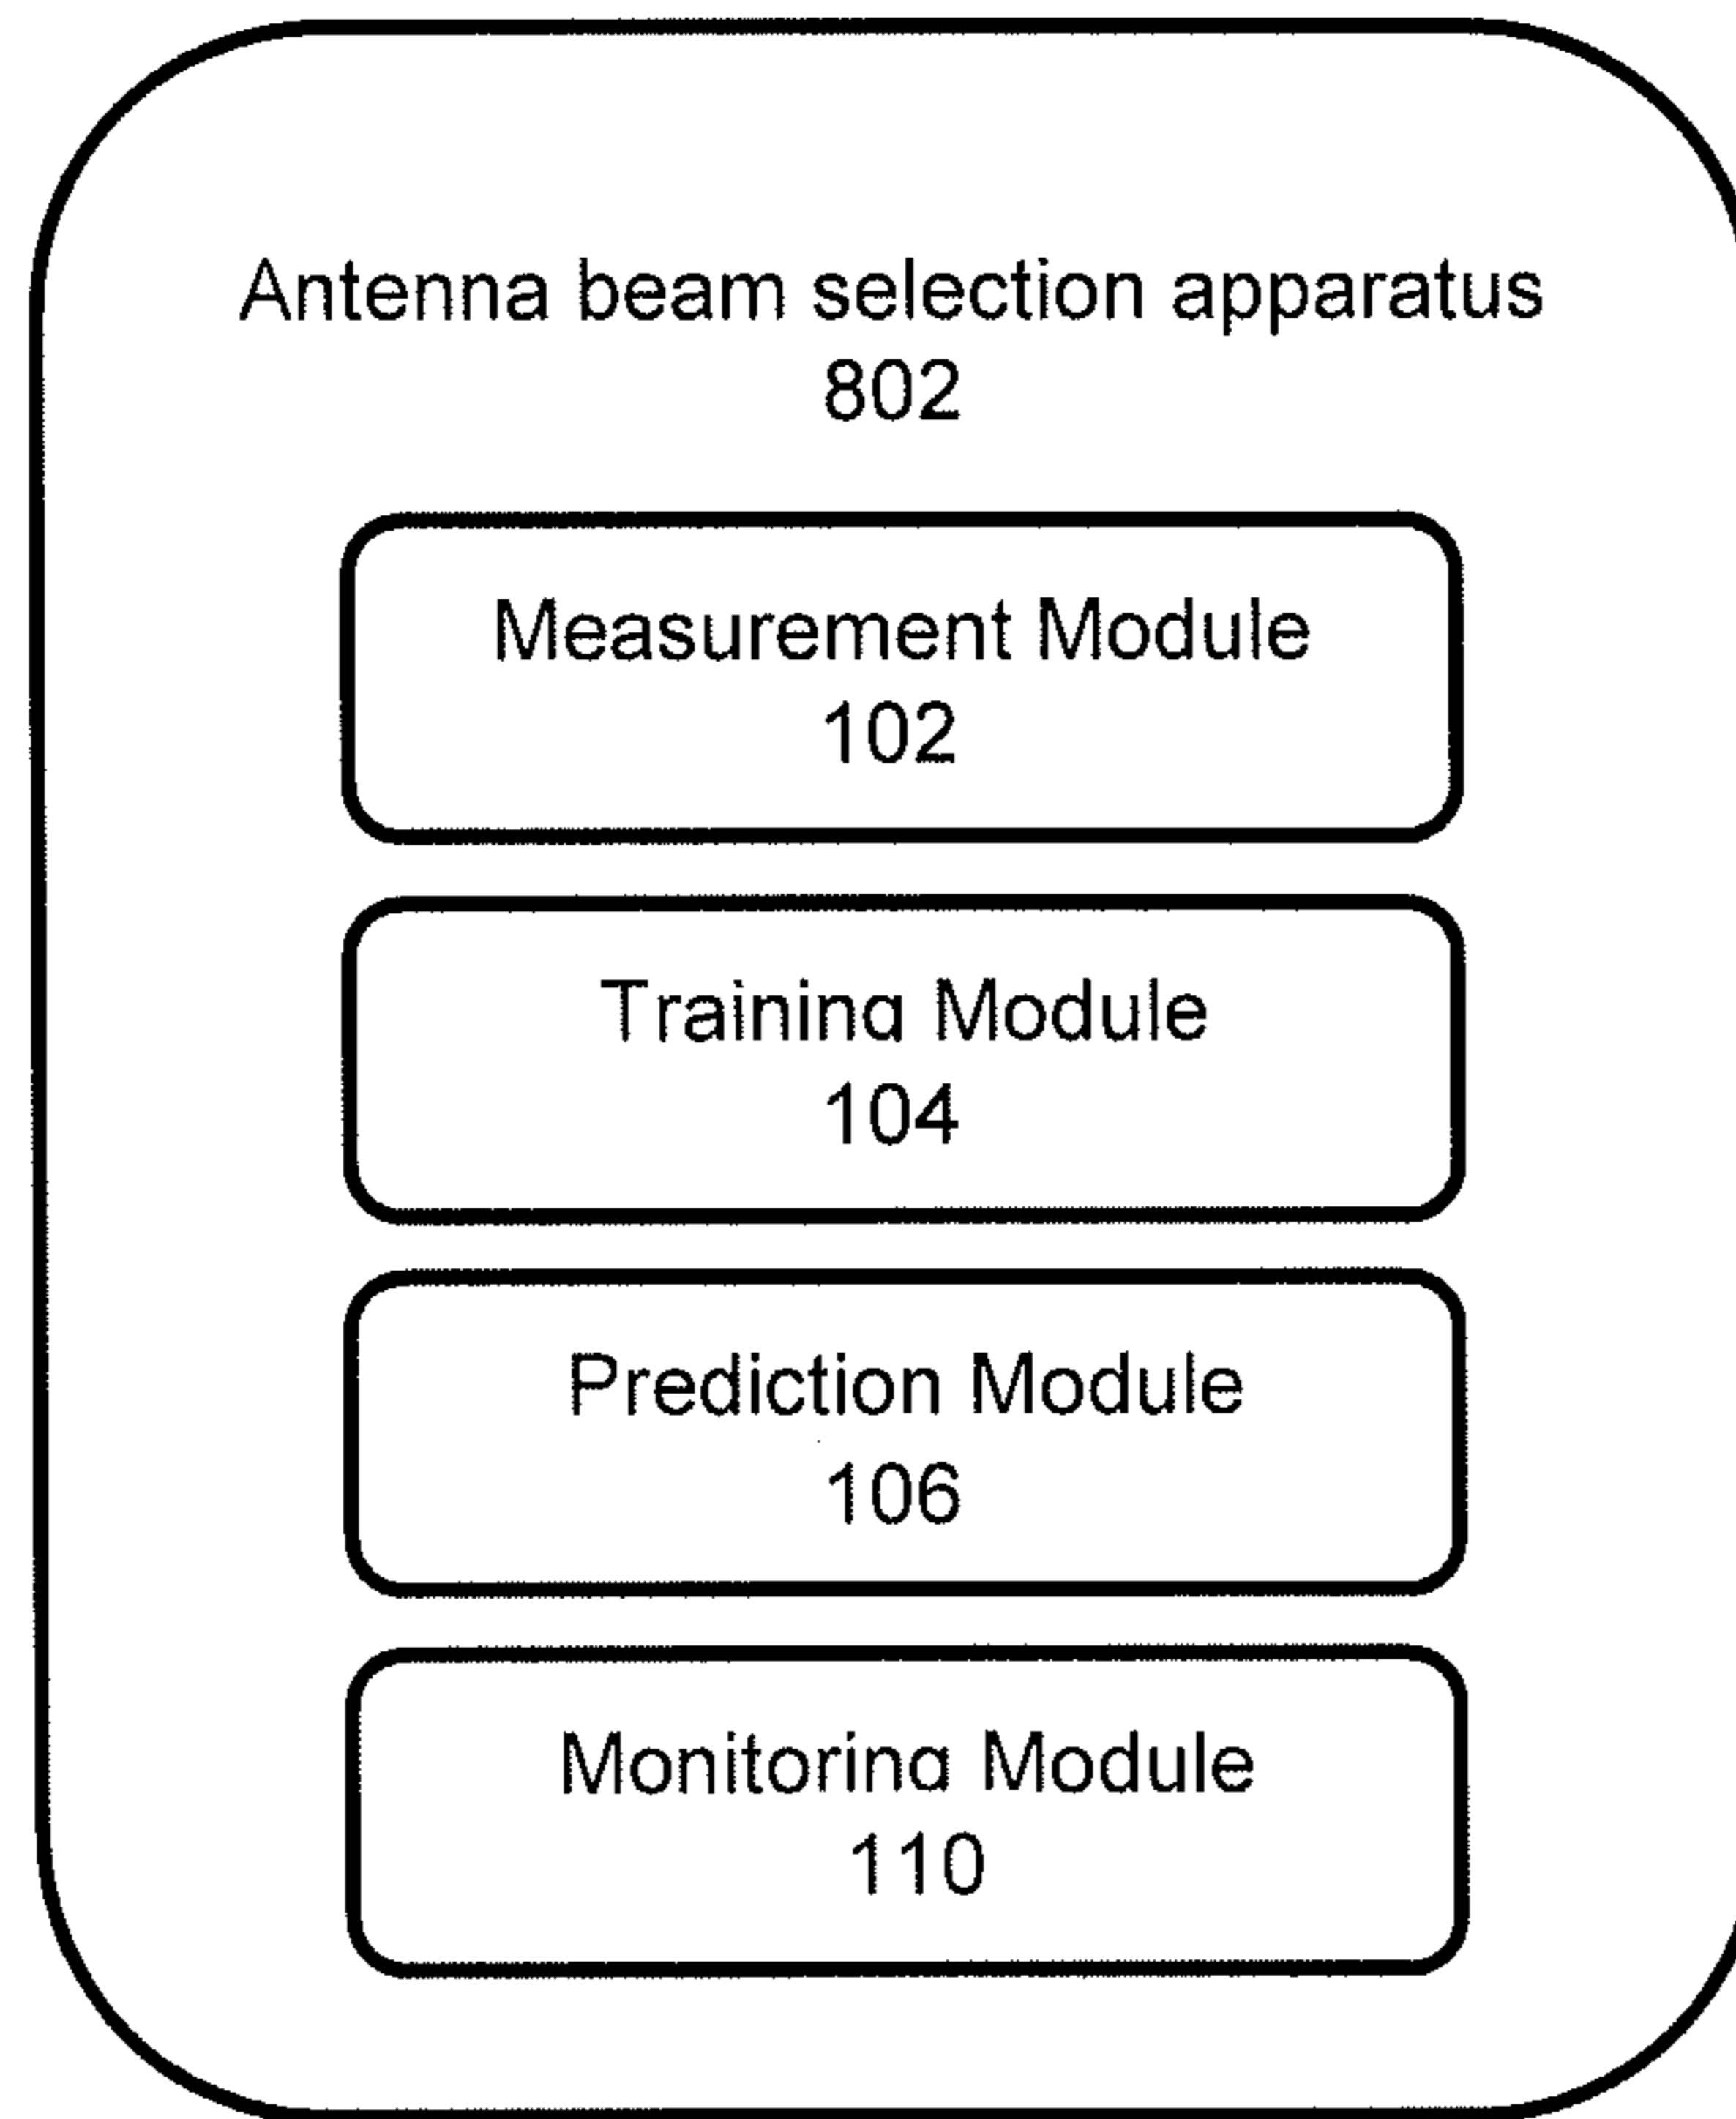 Antenna beam selection apparatus
802
Measurement Module
102
Training Module
104
Prediction Module
106
Monitoring Module
110